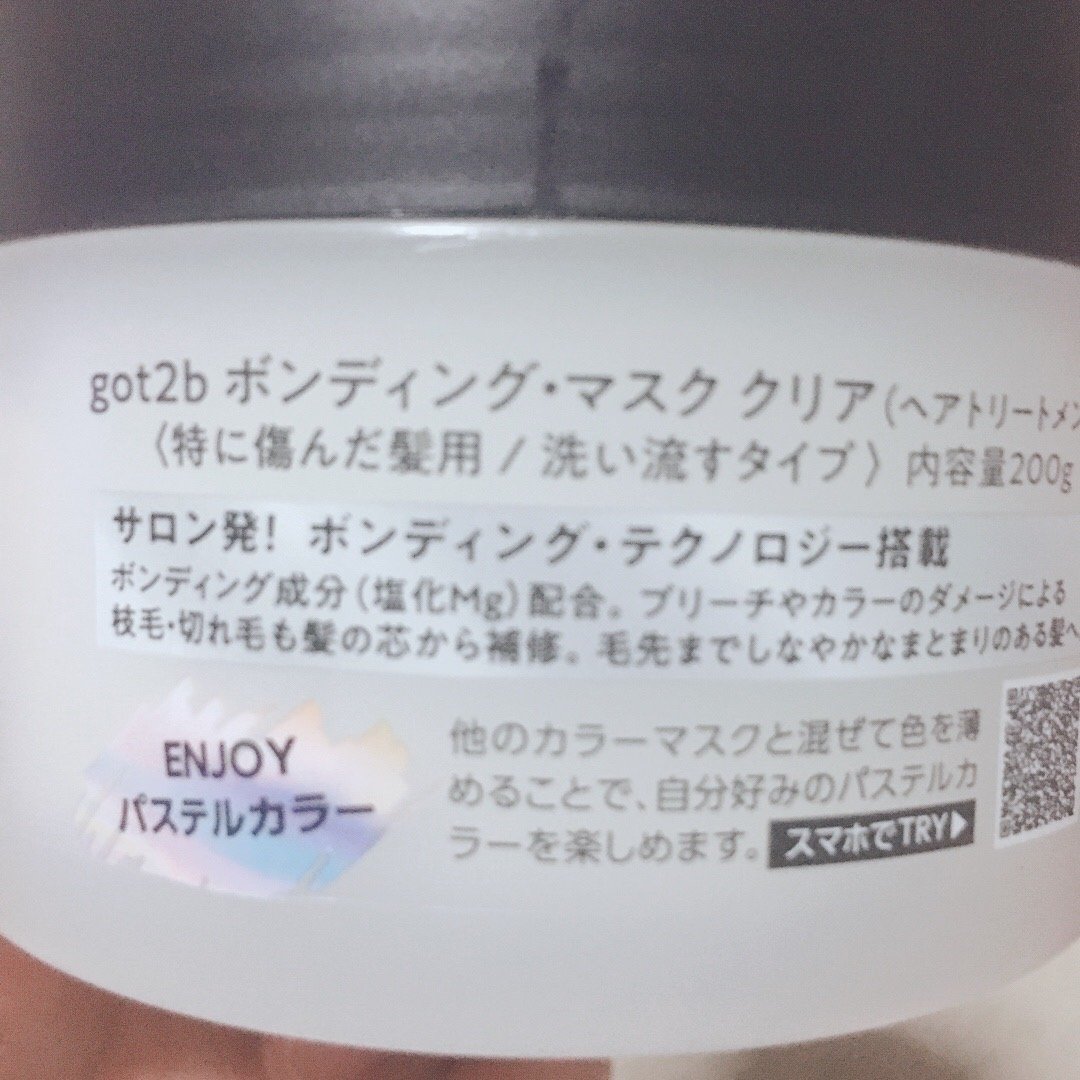 got2b ボンディング・マスク クリア(ヘアトリートメン
〈特に傷んだ髪用 / 洗い流すタイプ〉 内容量200g
サロン発! ボンディング・テクノロジー搭載
ボンディング成分(塩化Mg)配合。ブリーチやカラーのダメージによる
枝毛・切れ毛も髪の芯から補修。毛先までしなやかなまとまりのある髪へ
ENJOY
パステルカラー
他のカラーマスクと混ぜて色を薄
めることで、自分好みのパステルカ
ラーを楽しめます。 スマホでTRY▶